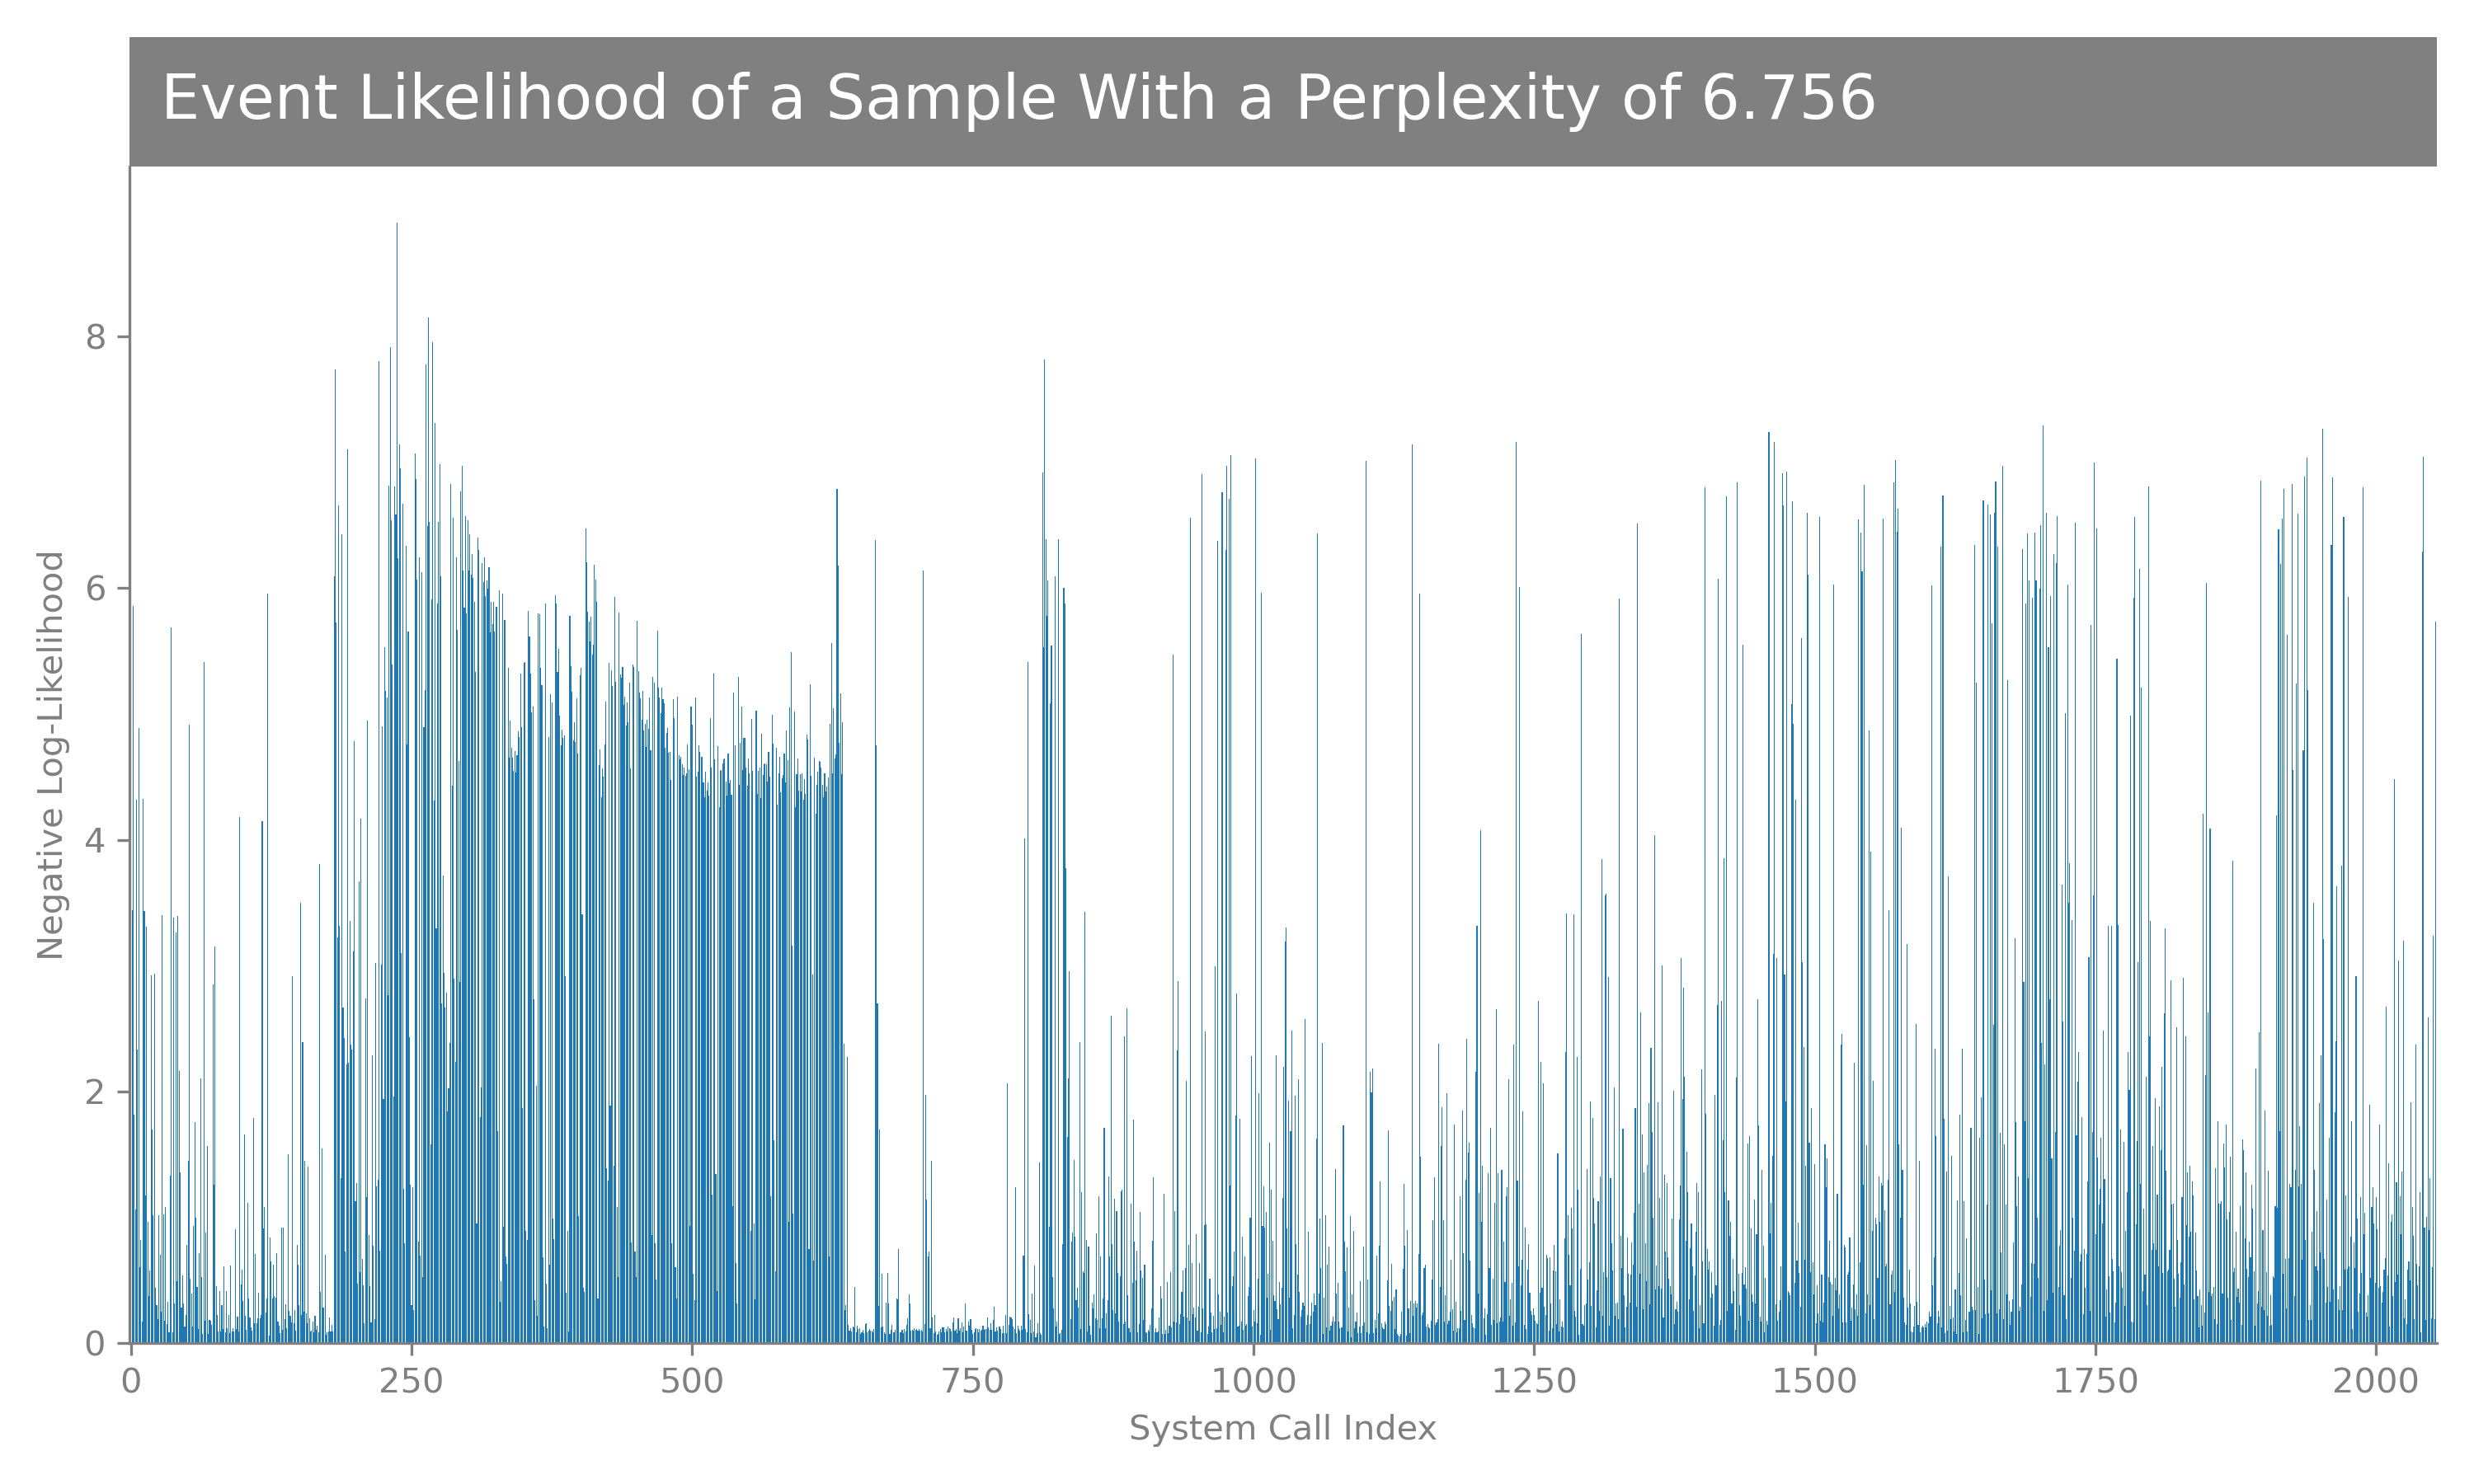 Event Likelihood of a Sample With a Perplexity of 6.756
Negative Log-Likelihood
8
6
4
2
0
0 250 500 750 1000 1250 1500 1750 2000
System Call Index